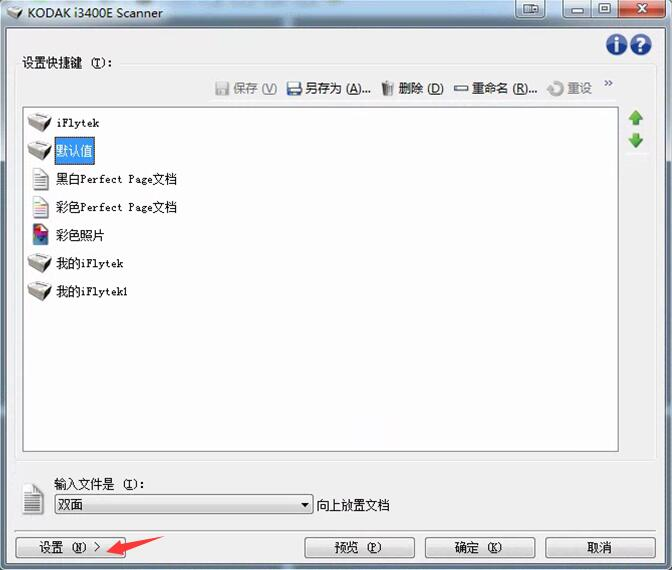 KODAK i3400E Scanner
设置快捷键 (T):
保存 (V) 另存为 (A)... 删除 (D) 重命名 (R)... 重设 »
iFlytek
默认值
黑白Perfect Page文档
彩色Perfect Page文档
彩色照片
我的iFlytek
我的iFlytek1
输入文件是 (I):
双面 向上放置文档
设置 (N) > 预览 (P) 确定 (K) 取消